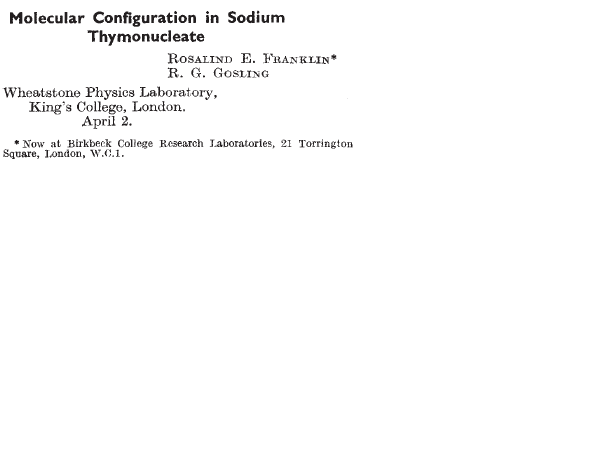 Molecular Configuration in Sodium
Thymonucleate
ROSALIND E. FRANKLIN*
R. G. GOSLING
Wheatstone Physics Laboratory,
King's College, London.
April 2.
* Now at Birkbeck College Research Laboratories, 21 Torrington
Square, London, W.C.1.